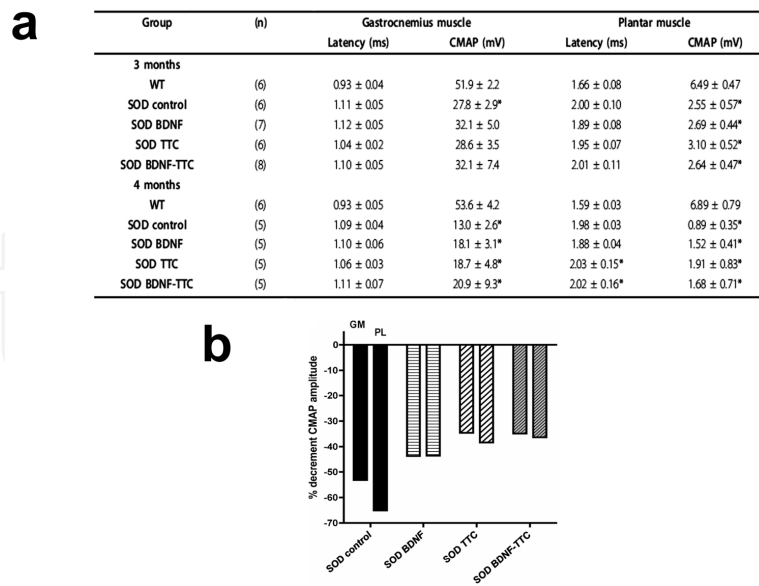 a
Group (n) Gastrocnemius muscle Plantar muscle
Latency (ms) CMAP (mV) Latency (ms) CMAP (mV)
3 months
WT (6) 0.93 ± 0.04 51.9 ± 2.2 1.66 ± 0.08 6.49 ± 0.47
SOD control (6) 1.11 ± 0.05 27.8 ± 2.9* 2.00 ± 0.10 2.55 ± 0.57*
SOD BDNF (7) 1.12 ± 0.05 32.1 ± 5.0 1.89 ± 0.08 2.69 ± 0.44*
SOD TTC (6) 1.04 ± 0.02 28.6 ± 3.5 1.95 ± 0.07 3.10 ± 0.52*
SOD BDNF-TTC (8) 1.10 ± 0.05 32.1 ± 7.4 2.01 ± 0.11 2.64 ± 0.47*
4 months
WT (6) 0.93 ± 0.05 53.6 ± 4.2 1.59 ± 0.03 6.89 ± 0.79
SOD control (5) 1.09 ± 0.04 13.0 ± 2.6* 1.98 ± 0.03 0.89 ± 0.35*
SOD BDNF (5) 1.10 ± 0.06 18.1 ± 3.1* 1.88 ± 0.04 1.52 ± 0.41*
SOD TTC (5) 1.06 ± 0.03 18.7 ± 4.8* 2.03 ± 0.15* 1.91 ± 0.83*
SOD BDNF-TTC (5) 1.11 ± 0.07 20.9 ± 9.3* 2.02 ± 0.16* 1.68 ± 0.71*
b
GM PL
% decrement CMAP amplitude
0
-10
-20
-30
-40
-50
-60
-70
SOD control SOD BDNF SOD TTC SOD BDNF-TTC